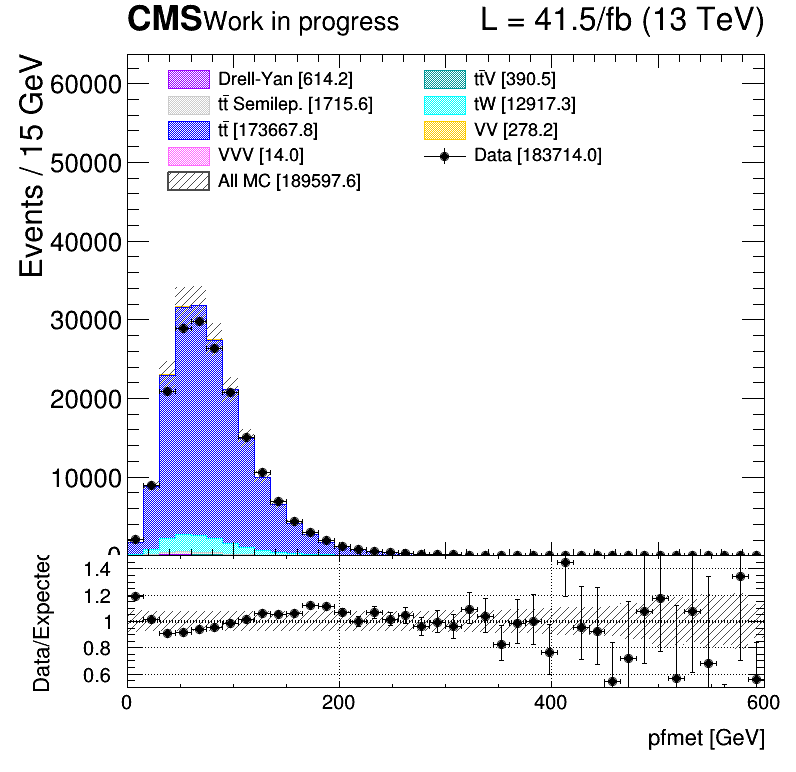 CMS Work in progress L = 41.5/fb (13 TeV)
Events / 15 GeV
60000
50000
40000
30000
20000
10000
0
Drell-Yan [614.2]
tt̄ Semilep. [1715.6]
tt̄ [173667.8]
VVV [14.0]
All MC [189597.6]
tt̄V [390.5]
tW [12917.3]
VV [278.2]
Data [183714.0]
Data/Expected
1.4
1.2
1
0.8
0.6
0 200 400 600
pfmet [GeV]